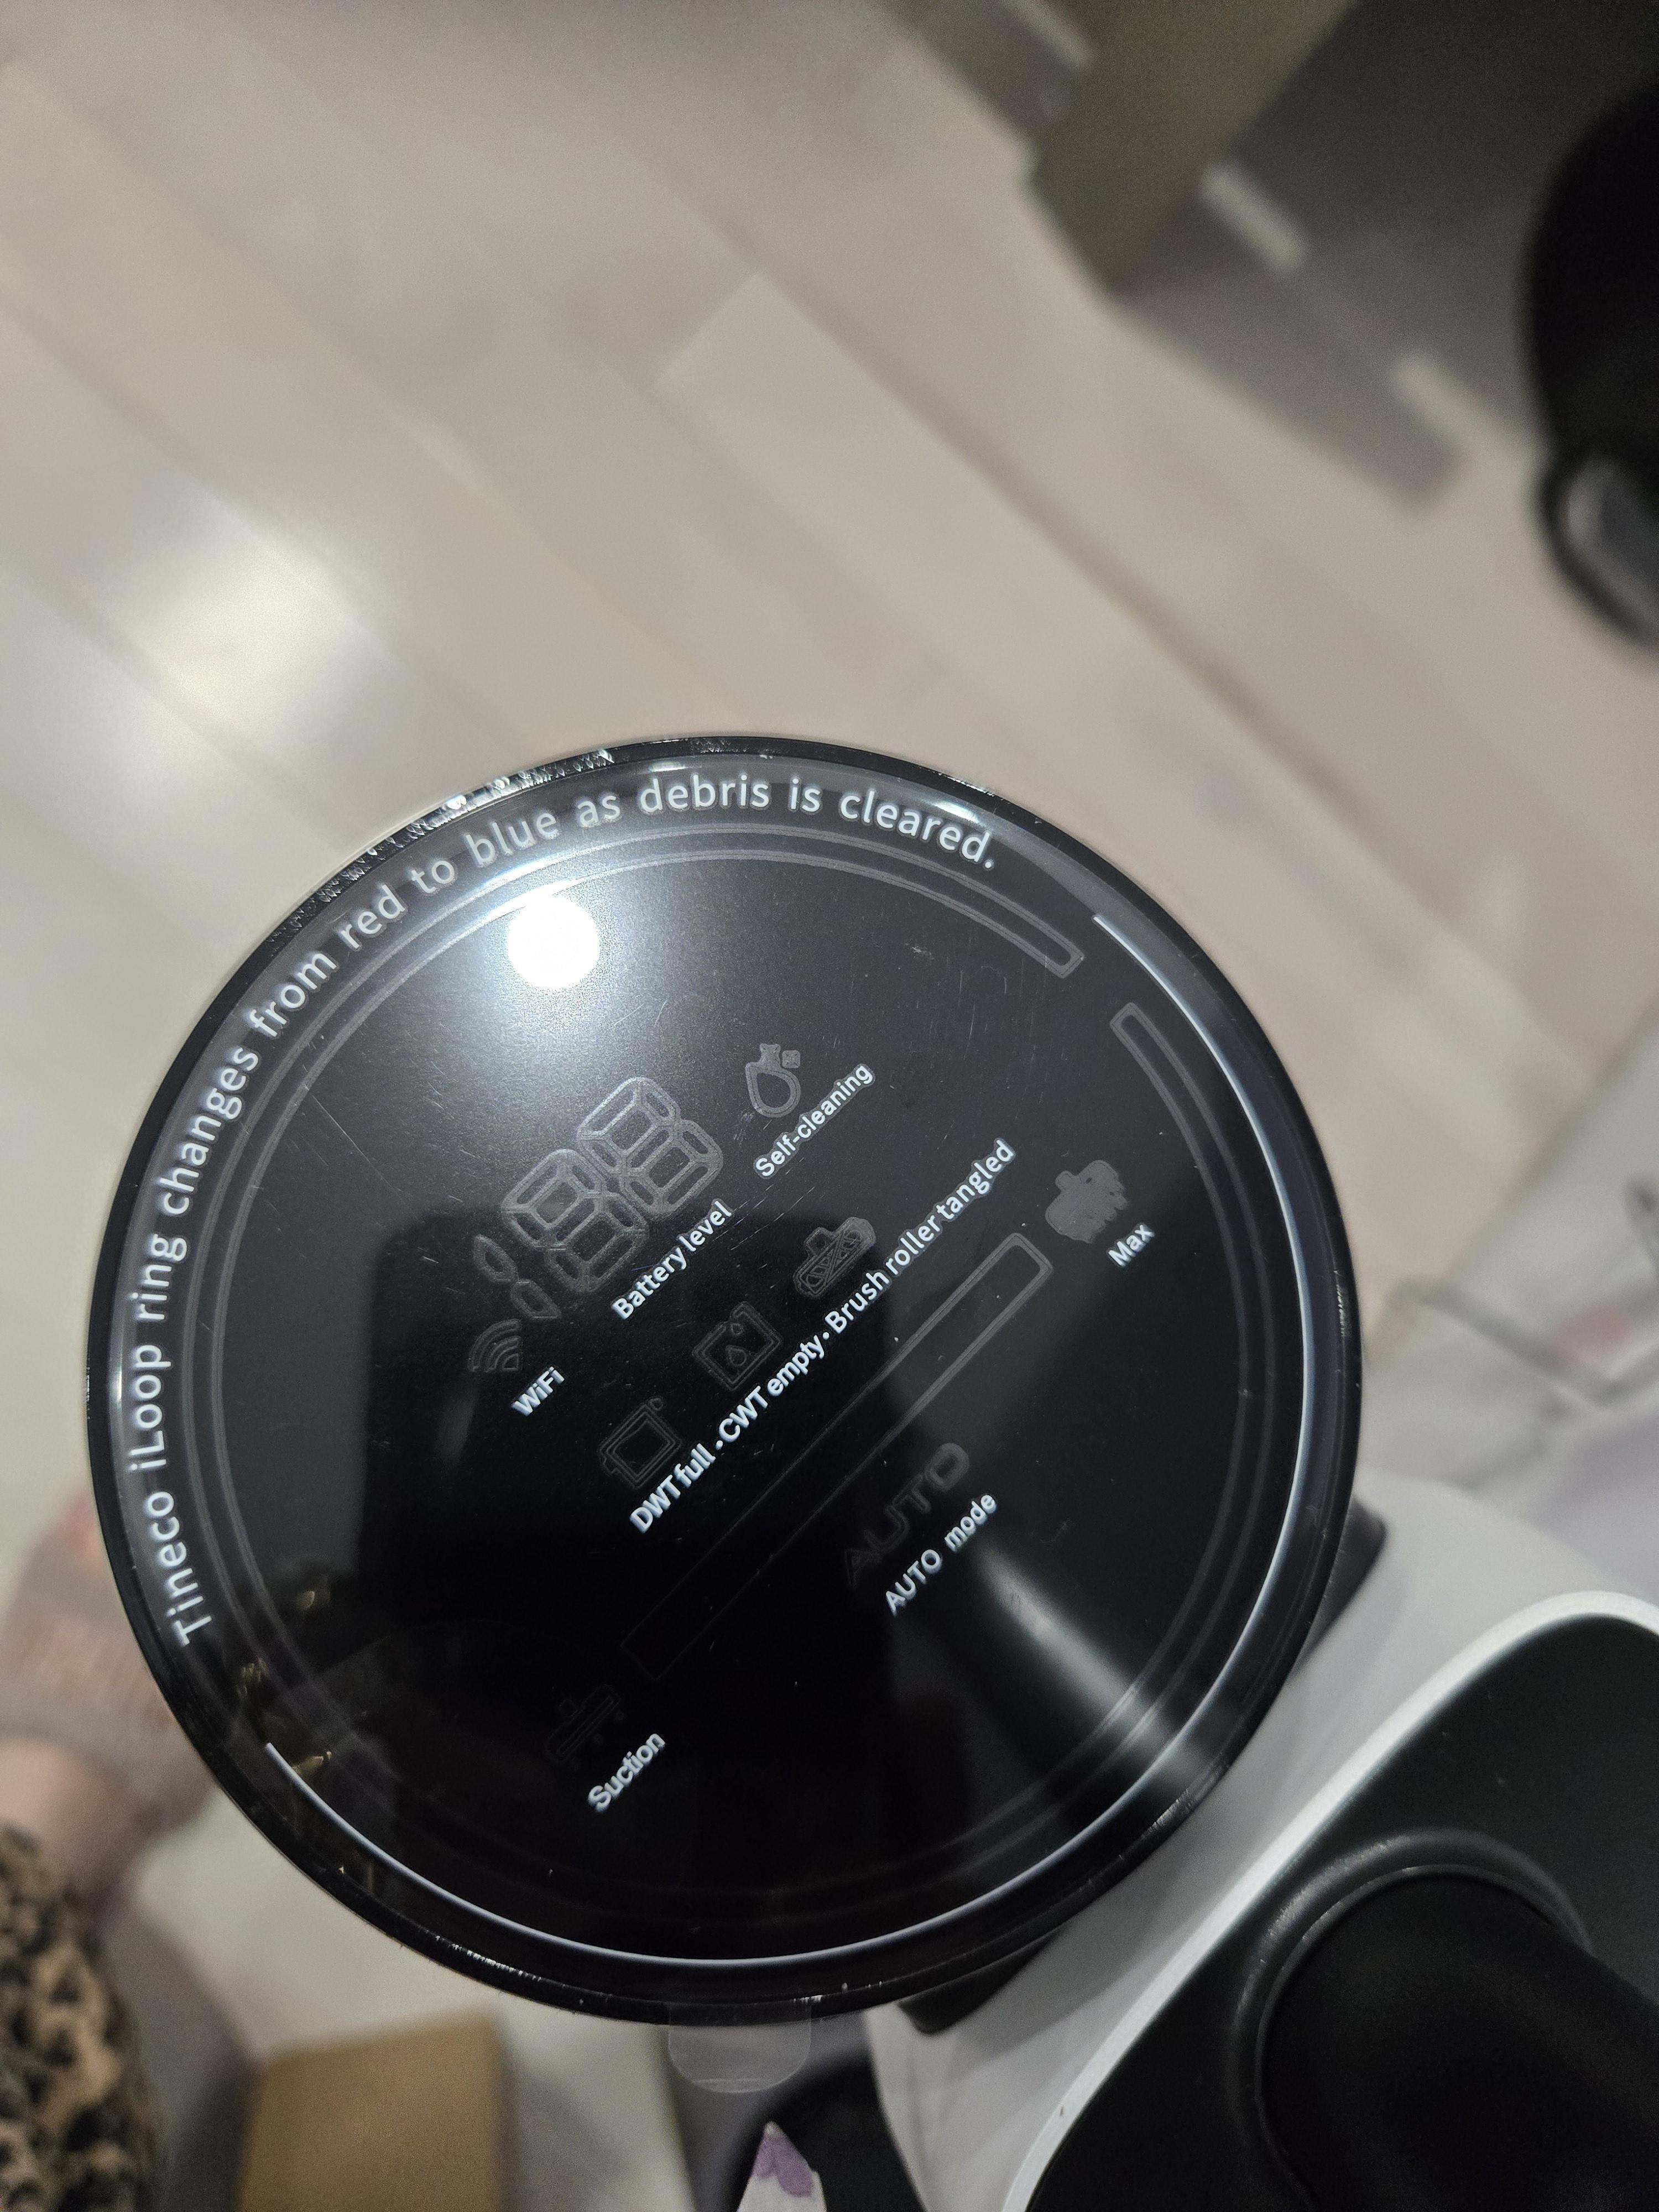 Tineco iLoop ring changes from red to blue as debris is cleared.
188
WiFi
Battery level
Self-cleaning
DWT full · CWT empty · Brush roller tangled
Suction
Max
AUTO
AUTO mode